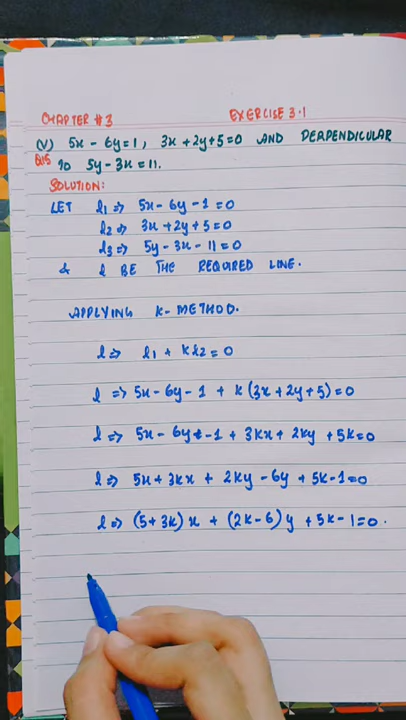 CHAPTER #3 EXERCISE 3.1
(V) 5x - 6y=1, 3x+2y+5=0 AND PERPENDICULAR
Q15 TO 5y-3x=11.
SOLUTION:
LET l1 => 5x-6y-1=0
l2 => 3x+2y+5=0
l3 => 5y-3x-11=0
& l BE THE REQUIRED LINE.
APPLYING K-METHOD.
l => l1 + kl2 = 0
l => 5x-6y-1 + k(3x+2y+5)=0
l => 5x-6y-1 + 3kx + 2ky +5k=0
l => 5x+3kx + 2ky-6y +5k-1=0
l => (5+3k)x + (2k-6)y +5k-1=0.